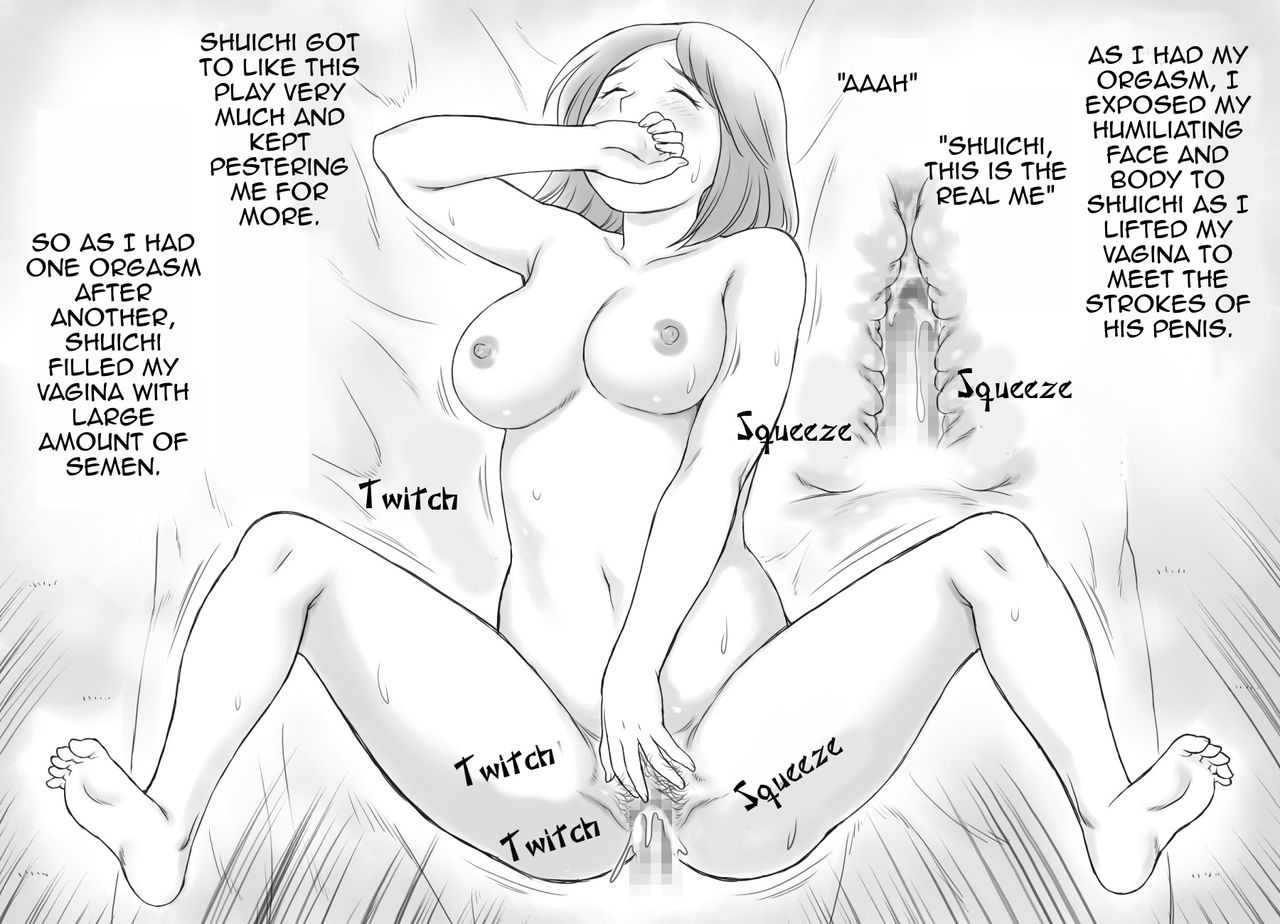 AS I HAD MY
ORGASM, I
EXPOSED MY
HUMILIATING
FACE AND
BODY TO
SHUICHI AS I
LIFTED MY
VAGINA TO
MEET THE
STROKES OF
HIS PENIS.
"AAAH"
"SHUICHI,
THIS IS THE
REAL ME"
SHUICHI GOT
TO LIKE THIS
PLAY VERY
MUCH AND
KEPT
PESTERING
ME FOR
MORE.
SO AS I HAD
ONE ORGASM
AFTER
ANOTHER,
SHUICHI
FILLED MY
VAGINA WITH
LARGE
AMOUNT OF
SEMEN.
Squeeze
Squeeze
Twitch
Squeeze
Twitch
Twitch